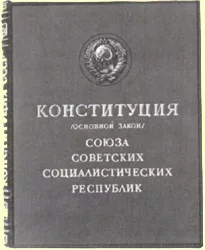 КОНСТИТУЦИЯ
/ОСНОВНОЙ ЗАКОН/
СОЮЗА
СОВЕТСКИХ
СОЦИАЛИСТИЧЕСКИХ
РЕСПУБЛИК